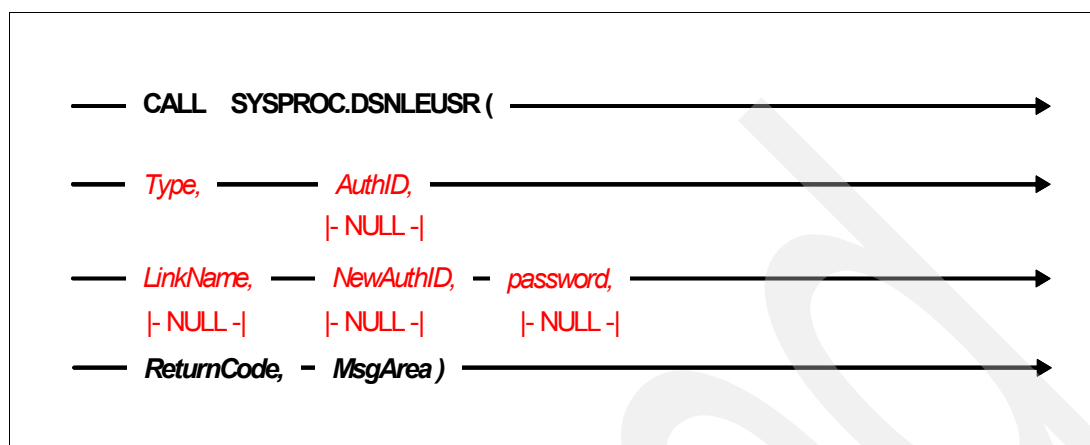 CALL SYSPROC.DSNLEUSR (
Type, AuthID,
|- NULL -|
LinkName, NewAuthID, password,
|- NULL -| |- NULL -| |- NULL -|
ReturnCode, MsgArea )